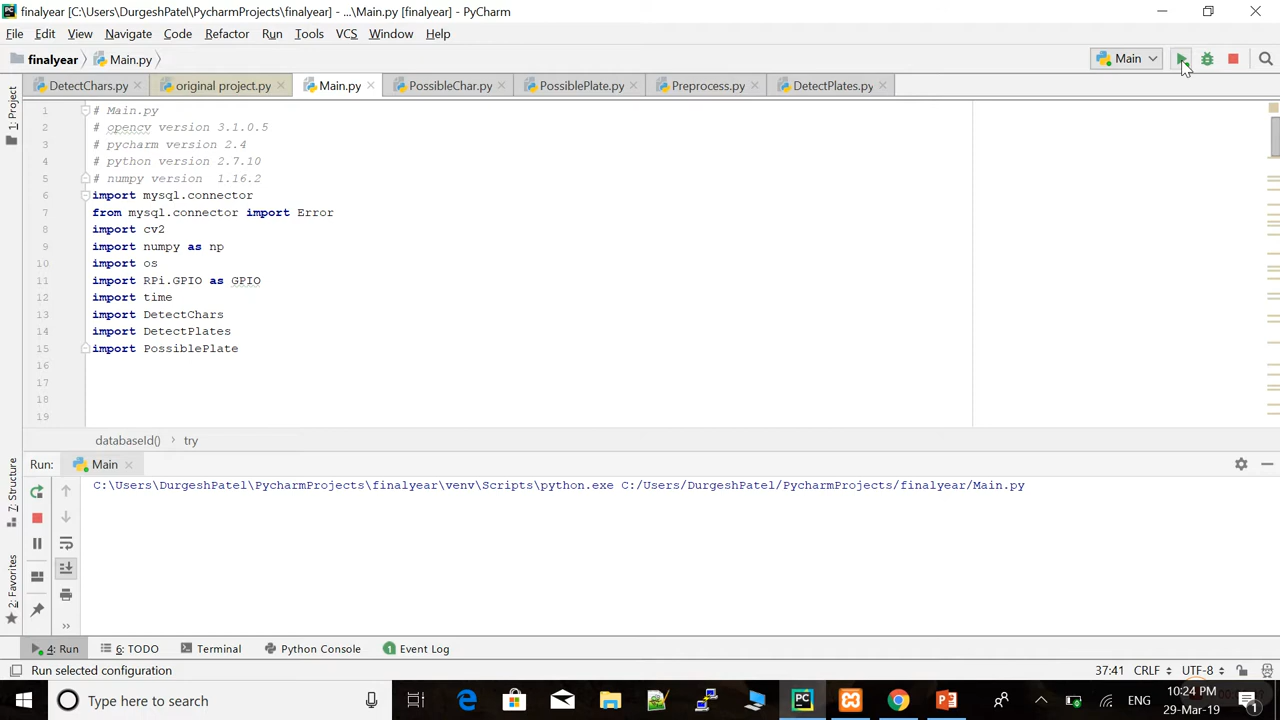 finalyear [C:\Users\DurgeshPatel\PycharmProjects\finalyear] - ...\Main.py [finalyear] - PyCharm
File Edit View Navigate Code Refactor Run Tools VCS Window Help
finalyear Main.py Main
DetectChars.py original project.py Main.py PossibleChar.py PossiblePlate.py Preprocess.py DetectPlates.py
1: Project
1 # Main.py
2 # opencv version 3.1.0.5
3 # pycharm version 2.4
4 # python version 2.7.10
5 # numpy version 1.16.2
6 import mysql.connector
7 from mysql.connector import Error
8 import cv2
9 import numpy as np
10 import os
11 import RPi.GPIO as GPIO
12 import time
13 import DetectChars
14 import DetectPlates
15 import PossiblePlate
16
17
18
19
databaseId() try
Run: Main
7: Structure
C:\Users\DurgeshPatel\PycharmProjects\finalyear\venv\Scripts\python.exe C:/Users/DurgeshPatel/PycharmProjects/finalyear/Main.py
2: Favorites
4: Run 6: TODO Terminal Python Console 1 Event Log
Run selected configuration 37:41 CRLF UTF-8
Type here to search ENG 10:24 PM
29-Mar-19 1